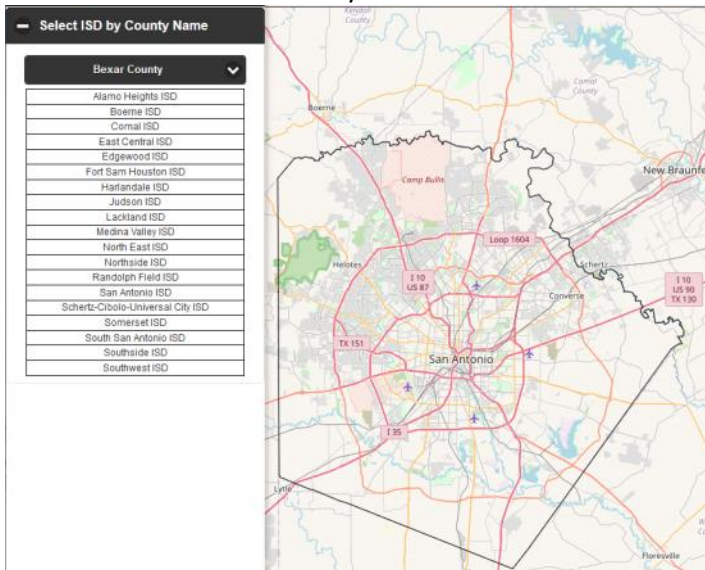 Select ISD by County Name
Bexar County
Alamo Heights ISD
Boerne ISD
Comal ISD
East Central ISD
Edgewood ISD
Fort Sam Houston ISD
Harlandale ISD
Judson ISD
Lackland ISD
Medina Valley ISD
North East ISD
Northside ISD
Randolph Field ISD
San Antonio ISD
Schertz-Cibolo-Universal City ISD
Somerset ISD
South San Antonio ISD
Southside ISD
Southwest ISD
Kendall
County
Comal
County
Boerne
New Braunfe
Camp Bullis
Loop 1604
Helotes
Schertz
I 10
US 87
I 10
US 90
TX 130
Converse
TX 151
San Antonio
I 35
Lytle
Floresville